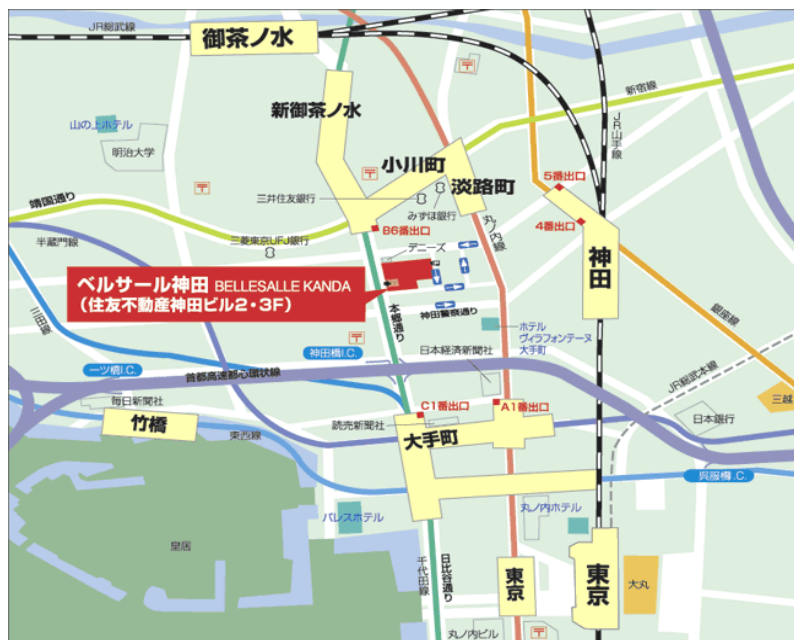 JR総武線
御茶ノ水
新宿線
JR山手線
新御茶ノ水
山の上ホテル
明治大学
小川町
淡路町
5番出口
三井住友銀行
みずほ銀行
靖国通り
B6番出口
丸ノ内線
4番出口
神田
半蔵門線
三菱東京UFJ銀行
デニーズ
ベルサール神田 BELLESALLE KANDA
(住友不動産神田ビル2・3F)
本郷通り
神田警察通り
銀座線
三田線
ホテル
ヴィラフォンテーヌ
大手町
神田橋I.C.
日本経済新聞社
一ツ橋I.C.
首都高速都心環状線
JR総武本線
三越
毎日新聞社
C1番出口
A1番出口
日本銀行
竹橋
東西線
読売新聞社
大手町
呉服橋I.C.
パレスホテル
丸ノ内ホテル
皇居
千代田線
日比谷通り
東京
東京
大丸
丸ノ内ビル